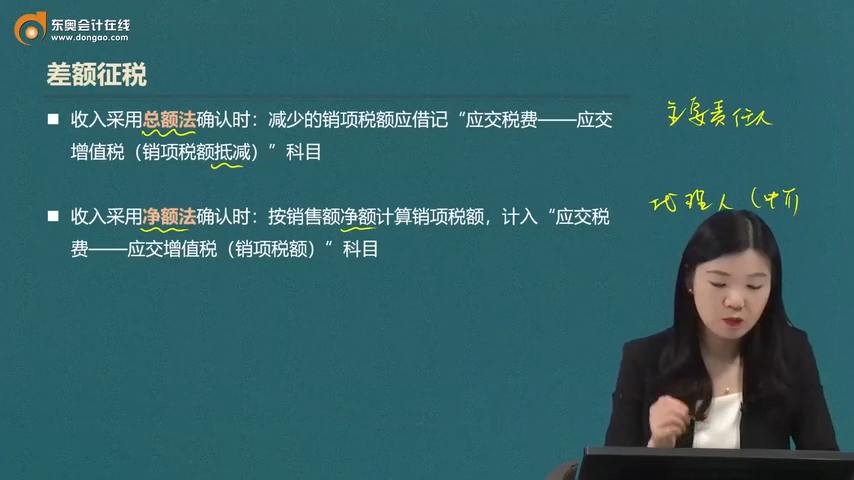 东奥会计在线
www.dongao.com
差额征税
■ 收入采用总额法确认时：减少的销项税额应借记“应交税费——应交
增值税（销项税额抵减）”科目
主要责任人
■ 收入采用净额法确认时：按销售额净额计算销项税额，计入“应交税
费——应交增值税（销项税额）”科目
代理人（中介